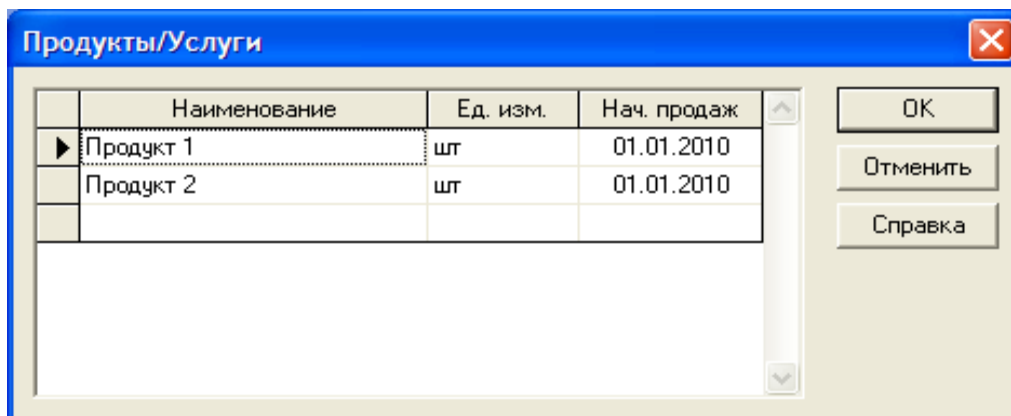 Продукты/Услуги
Наименование Ед. изм. Нач. продаж
Продукт 1 шт 01.01.2010
Продукт 2 шт 01.01.2010
OK
Отменить
Справка